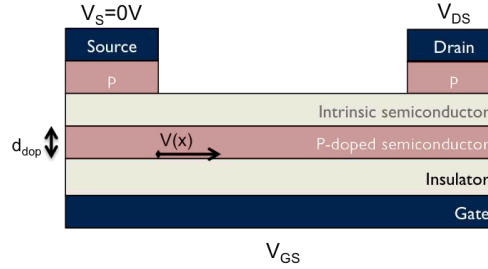 V_S=0V
V_DS
Source
Drain
P
P
Intrinsic semiconductor
d_dop
V(x)
P-doped semiconductor
Insulator
Gate
V_GS